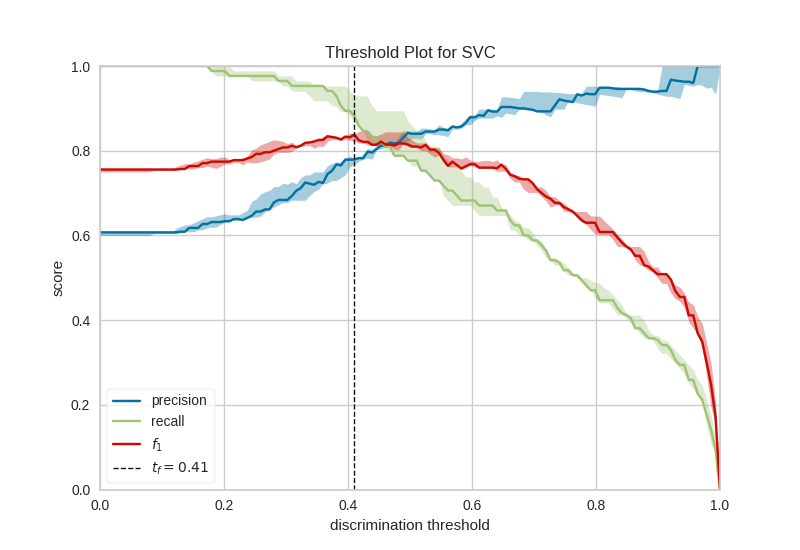 Threshold Plot for SVC
score
1.0
0.8
0.6
0.4
0.2
0.0
precision
recall
f1
tf = 0.41
0.0 0.2 0.4 0.6 0.8 1.0
discrimination threshold